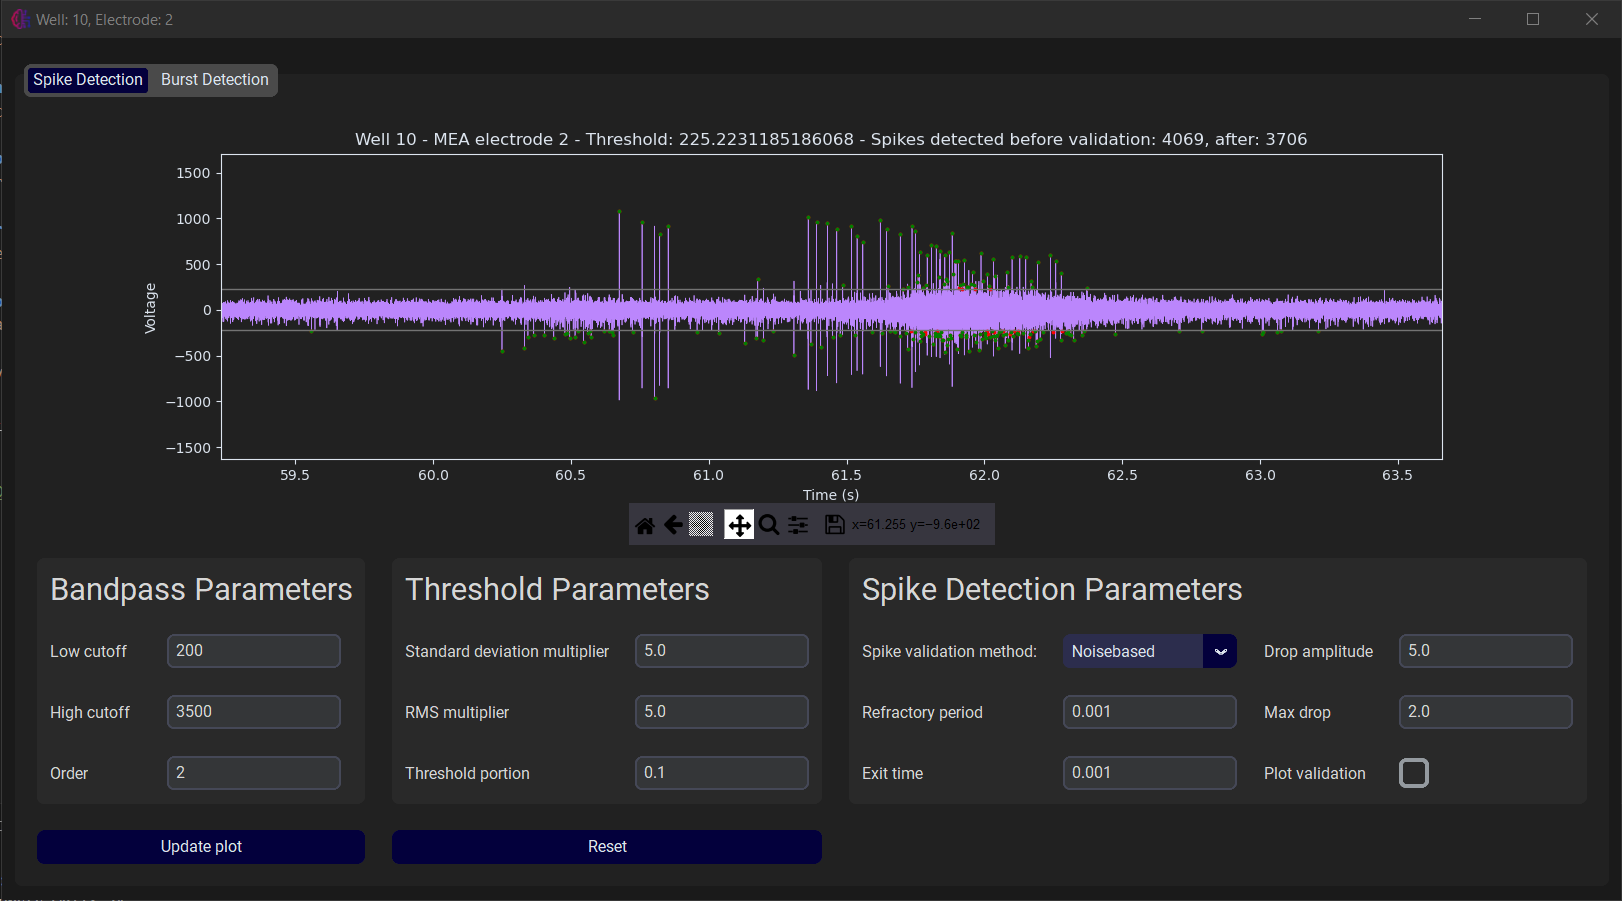 Well: 10, Electrode: 2
Spike Detection Burst Detection
Well 10 - MEA electrode 2 - Threshold: 225.2231185186068 - Spikes detected before validation: 4069, after: 3706
1500
1000
500
0
−500
−1000
−1500
Voltage
59.5 60.0 60.5 61.0 61.5 62.0 62.5 63.0 63.5
Time (s)
x=61.255 y=−9.6e+02
Bandpass Parameters
Low cutoff 200
High cutoff 3500
Order 2
Threshold Parameters
Standard deviation multiplier 5.0
RMS multiplier 5.0
Threshold portion 0.1
Spike Detection Parameters
Spike validation method: Noisebased Drop amplitude 5.0
Refractory period 0.001 Max drop 2.0
Exit time 0.001 Plot validation
Update plot Reset